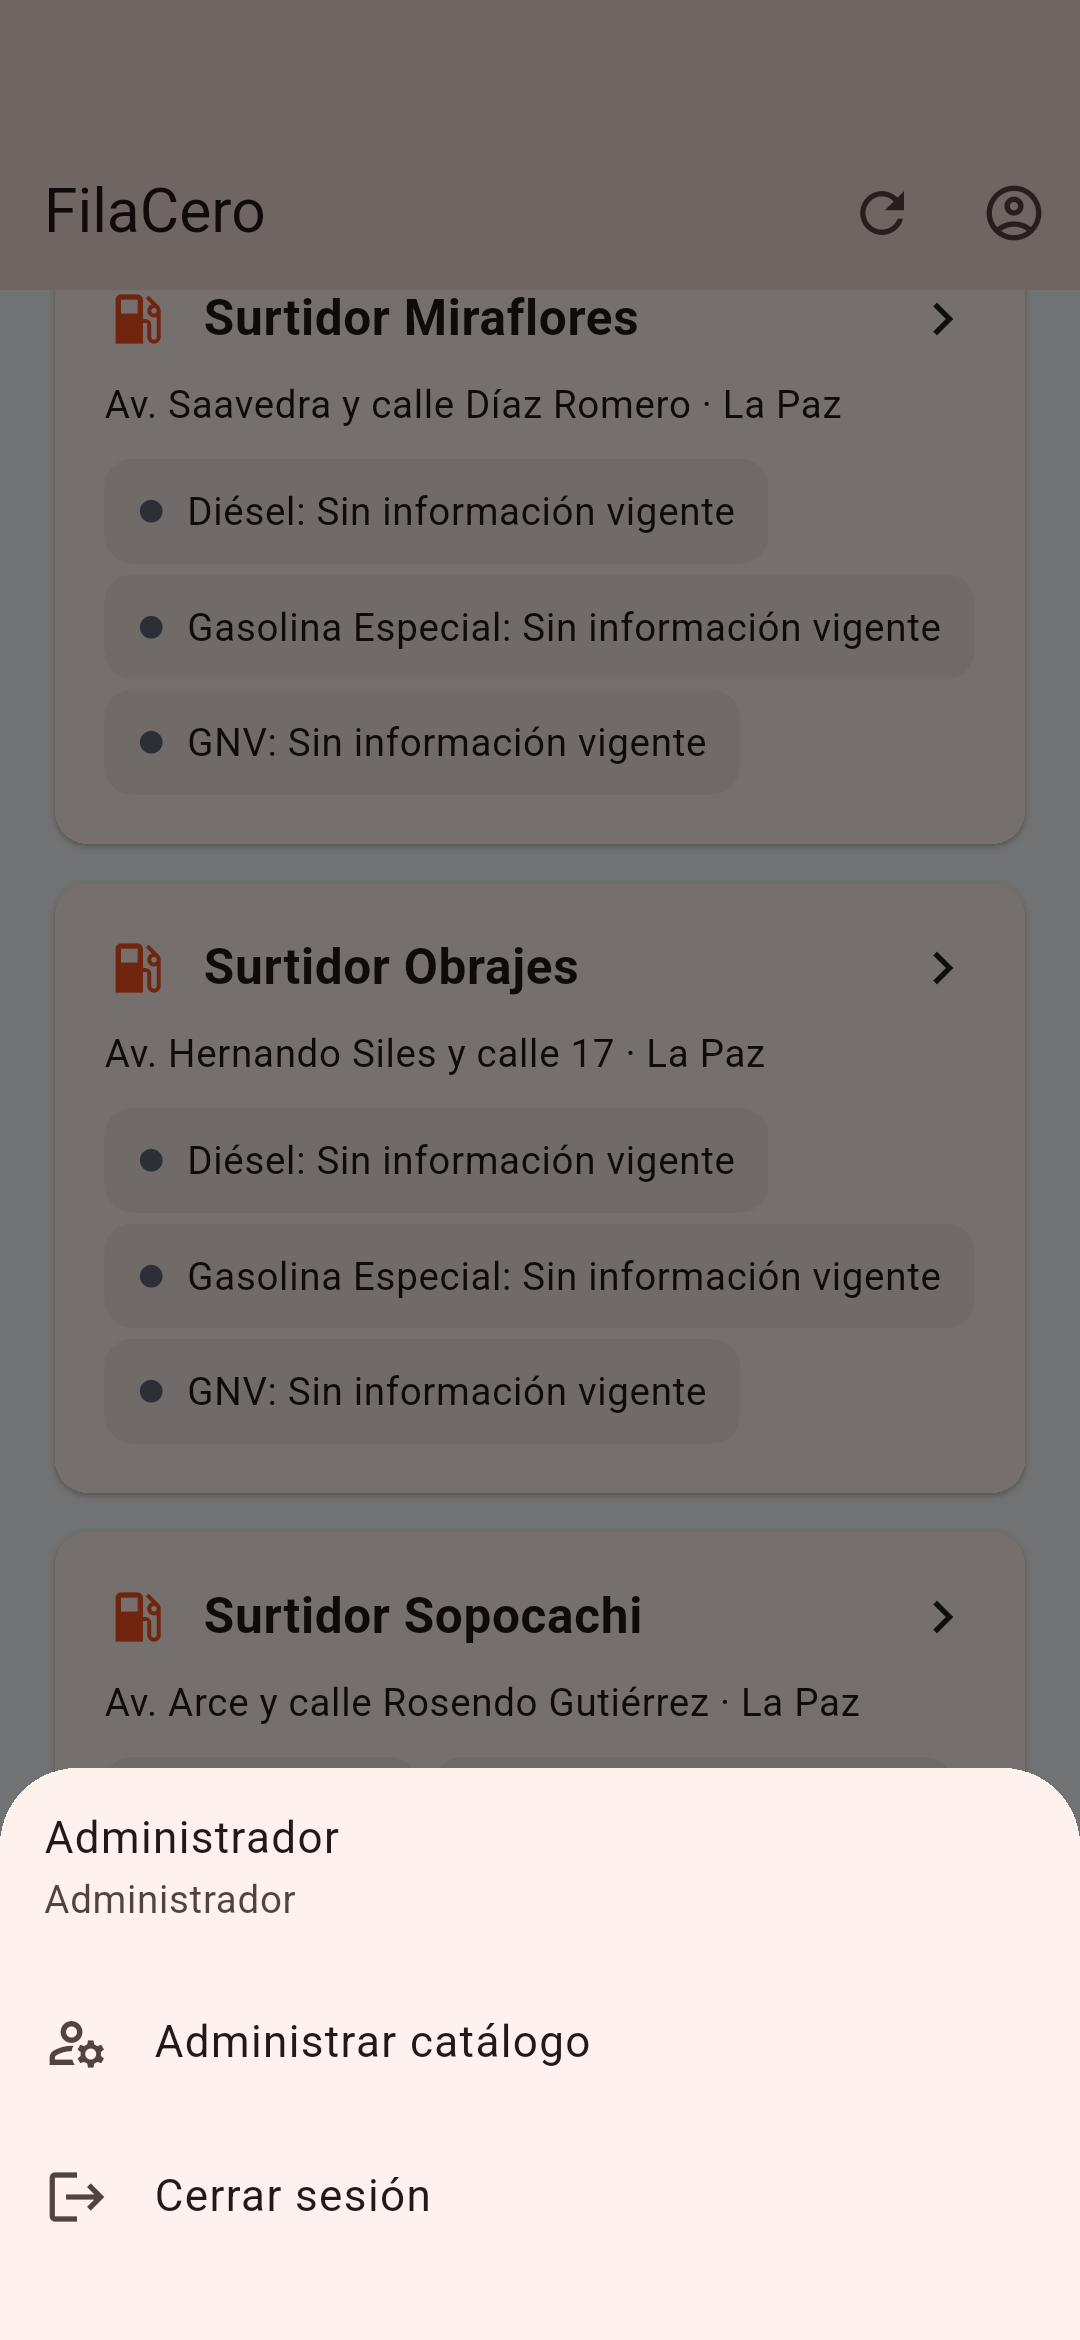 FilaCero
Surtidor Miraflores
Av. Saavedra y calle Díaz Romero · La Paz
Diésel: Sin información vigente
Gasolina Especial: Sin información vigente
GNV: Sin información vigente
Surtidor Obrajes
Av. Hernando Siles y calle 17 · La Paz
Diésel: Sin información vigente
Gasolina Especial: Sin información vigente
GNV: Sin información vigente
Surtidor Sopocachi
Av. Arce y calle Rosendo Gutiérrez · La Paz
Administrador
Administrador
Administrar catálogo
Cerrar sesión